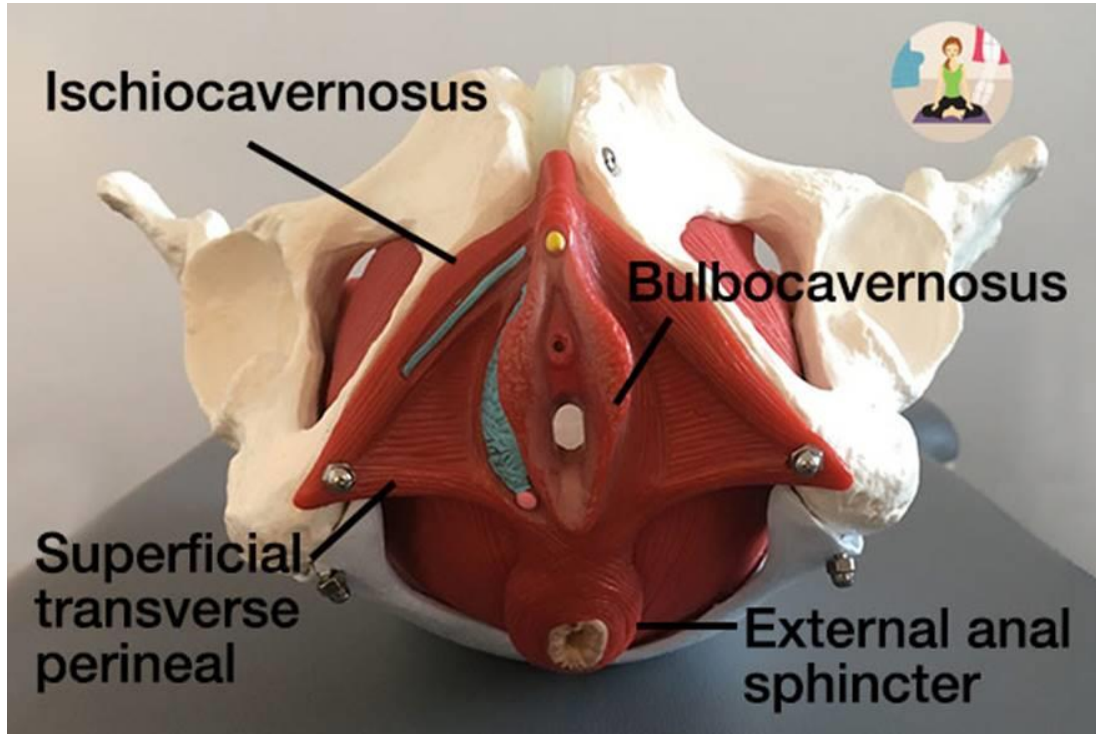 Ischiocavernosus
Bulbocavernosus
Superficial
transverse
perineal
External anal
sphincter